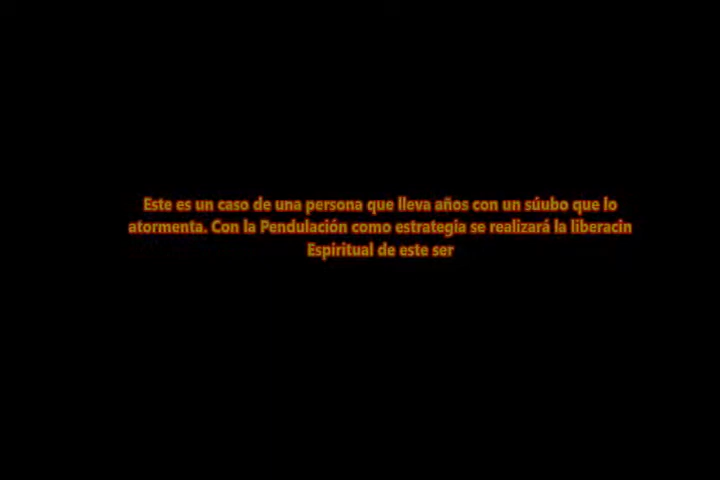 Este es un caso de una persona que lleva años con un súubo que lo
atormenta. Con la Pendulación como estrategia se realizará la liberacin
Espiritual de este ser